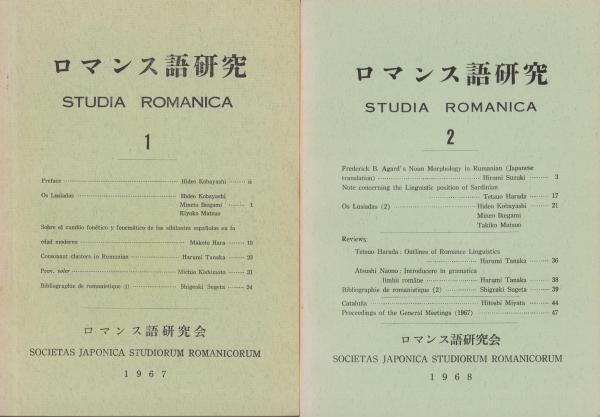 ロマンス語研究
STUDIA ROMANICA
1
Preface Hideo Kobayashi ii
Os Lusiadas Hideo Kobayashi
Mineto Ikegami 1
Kiyoko Matsuo
Sobre el cambio fonético y fonemático de los sibilantes españolas en la
edad moderna Makoto Hara 15
Consonant clusters in Rumanian Harumi Tanaka 23
Prov. voler Michio Kishimoto 31
Bibliographie de romanistique (1) Shigeaki Sugeta 34
ロマンス語研究会
SOCIETAS JAPONICA STUDIORUM ROMANICORUM
1967
ロマンス語研究
STUDIA ROMANICA
2
Frederick B. Agard's Noun Morphology in Rumanian (Japanese
translation) Hiromi Suzuki 3
Note concerning the Linguistic position of Sardinian
Tetsuo Harada 17
Os Lusiadas (2) Hideo Kobayashi 21
Mineo Ikegami
Takiko Matsuo
Reviews;
Tetsuo Harada: Outlines of Romance Linguistics
Harumi Tanaka 36
Atsushi Naono: Introducere in gramatica
limbii române Harumi Tanaka 38
Bibliographie de romanistique (2) Shigeaki Sugeta 39
Cataluña Hitoshi Miyata 44
Proceedings of the General Meetings (1967) 47
ロマンス語研究会
SOCIETAS JAPONICA STUDIORUM ROMANICORUM
1968